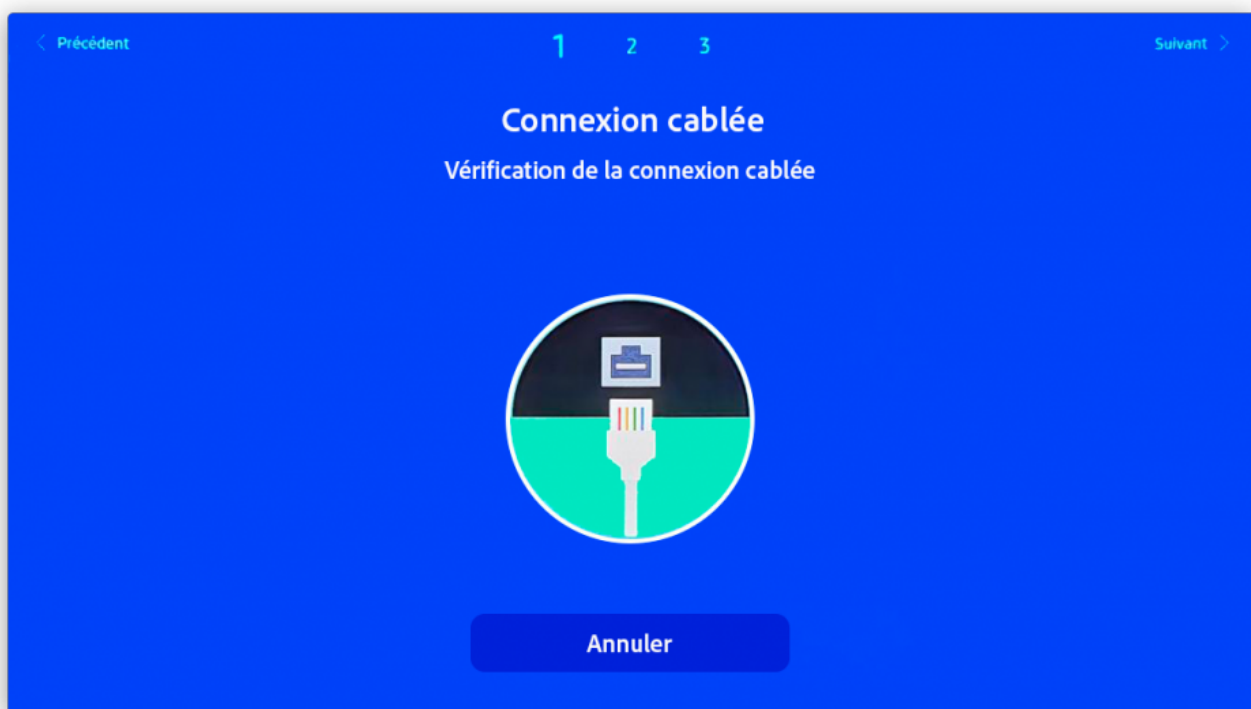 Précédent
1 2 3
Suivant
Connexion cablée
Vérification de la connexion cablée
Annuler